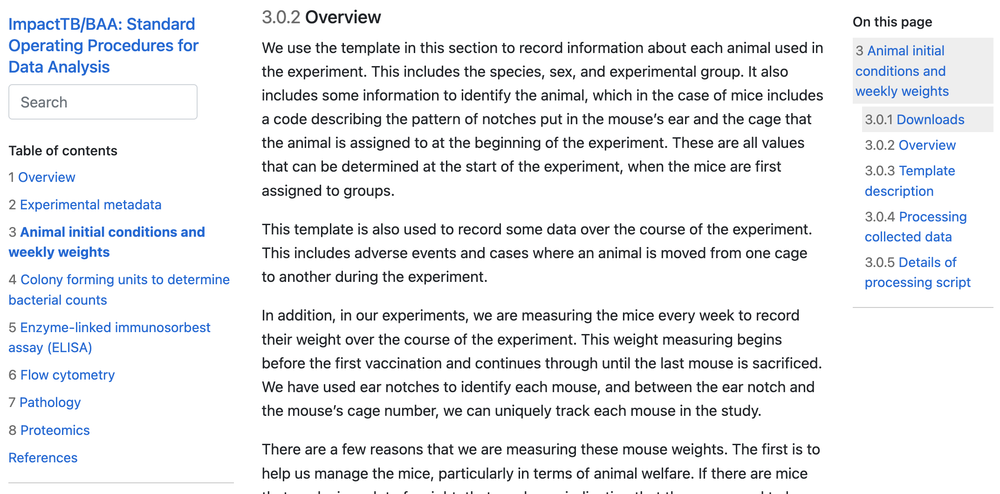 ImpactTB/BAA: Standard
Operating Procedures for
Data Analysis
Search
Table of contents
1 Overview
2 Experimental metadata
3 Animal initial conditions and
weekly weights
4 Colony forming units to determine
bacterial counts
5 Enzyme-linked immunosorbest
assay (ELISA)
6 Flow cytometry
7 Pathology
8 Proteomics
References
3.0.2 Overview
We use the template in this section to record information about each animal used in
the experiment. This includes the species, sex, and experimental group. It also
includes some information to identify the animal, which in the case of mice includes
a code describing the pattern of notches put in the mouse’s ear and the cage that
the animal is assigned to at the beginning of the experiment. These are all values
that can be determined at the start of the experiment, when the mice are first
assigned to groups.
This template is also used to record some data over the course of the experiment.
This includes adverse events and cases where an animal is moved from one cage
to another during the experiment.
In addition, in our experiments, we are measuring the mice every week to record
their weight over the course of the experiment. This weight measuring begins
before the first vaccination and continues through until the last mouse is sacrificed.
We have used ear notches to identify each mouse, and between the ear notch and
the mouse’s cage number, we can uniquely track each mouse in the study.
There are a few reasons that we are measuring these mouse weights. The first is to
help us manage the mice, particularly in terms of animal welfare. If there are mice
On this page
3 Animal initial
conditions and
weekly weights
3.0.1 Downloads
3.0.2 Overview
3.0.3 Template
description
3.0.4 Processing
collected data
3.0.5 Details of
processing script